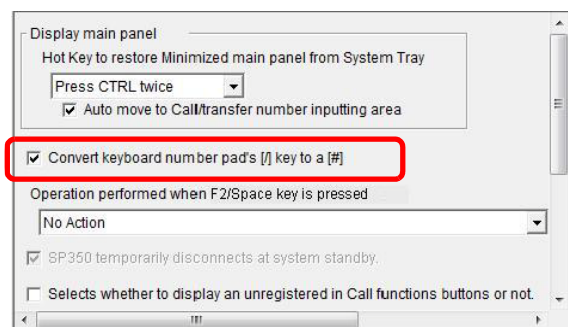 Display main panel
Hot Key to restore Minimized main panel from System Tray
Press CTRL twice
Auto move to Call/transfer number inputting area
Convert keyboard number pad's [/] key to a [#]
Operation performed when F2/Space key is pressed
No Action
SP350 temporarily disconnects at system standby.
Selects whether to display an unregistered in Call functions buttons or not.